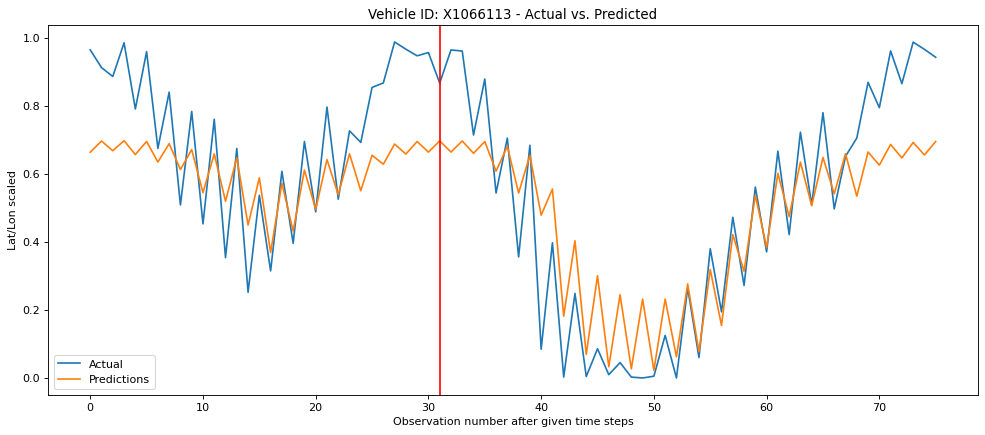 Vehicle ID: X1066113 - Actual vs. Predicted
1.0
0.8
0.6
0.4
0.2
0.0
Lat/Lon scaled
Actual
Predictions
0 10 20 30 40 50 60 70
Observation number after given time steps